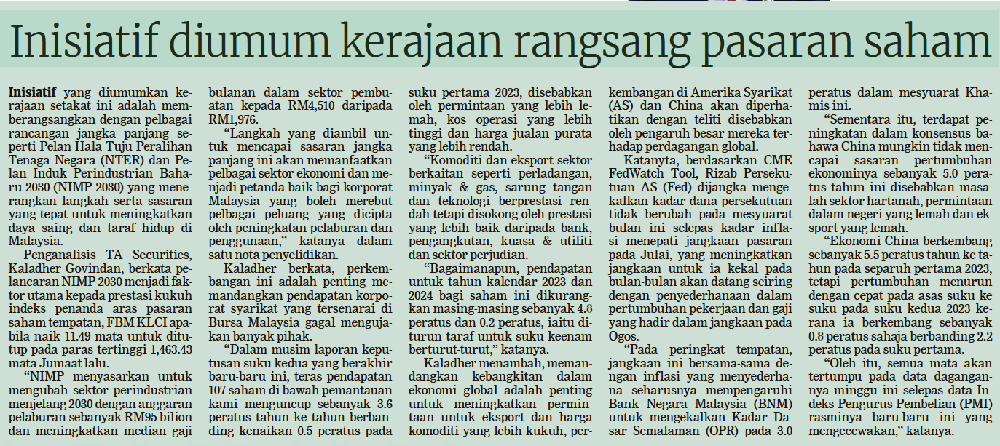 Inisiatif diumum kerajaan rangsang pasaran saham
Inisiatif yang diumumkan ke-
rajaan setakat ini adalah mem-
berangsangkan dengan pelbagai
rancangan jangka panjang se-
perti Pelan Hala Tuju Peralihan
Tenaga Negara (NTER) dan Pe-
lan Induk Perindustrian Baha-
ru 2030 (NIMP 2030) yang mene-
rangkan langkah serta sasaran
yang tepat untuk meningkatkan
daya saing dan taraf hidup di
Malaysia.
Penganalisis TA Securities,
Kaladher Govindan, berkata pe-
lancaran NIMP 2030 menjadi fak-
tor utama kepada prestasi kukuh
indeks penanda aras pasaran
saham tempatan, FBM KLCI apa-
bila naik 11.49 mata untuk ditu-
tup pada paras tertinggi 1,463.43
mata Jumaat lalu.
“NIMP menyasarkan untuk
mengubah sektor perindustrian
menjelang 2030 dengan anggaran
pelaburan sebanyak RM95 bilion
dan meningkatkan median gaji
bulanan dalam sektor pembu-
atan kepada RM4,510 daripada
RM1,976.
“Langkah yang diambil un-
tuk mencapai sasaran jangka
panjang ini akan memanfaatkan
pelbagai sektor ekonomi dan me-
njadi petanda baik bagi korporat
Malaysia yang boleh merebut
pelbagai peluang yang dicipta
oleh peningkatan pelaburan dan
penggunaan,” katanya dalam
satu nota penyelidikan.
Kaladher berkata, perkem-
bangan ini adalah penting me-
mandangkan pendapatan korpo-
rat syarikat yang tersenarai di
Bursa Malaysia gagal menguja-
kan banyak pihak.
“Dalam musim laporan kepu-
tusan suku kedua yang berakhir
baru-baru ini, teras pendapatan
107 saham di bawah pemantauan
kami menguncup sebanyak 3.6
peratus tahun ke tahun berban-
ding kenaikan 0.5 peratus pada
suku pertama 2023, disebabkan
oleh permintaan yang lebih le-
mah, kos operasi yang lebih
tinggi dan harga jualan purata
yang lebih rendah.
“Komoditi dan eksport sektor
berkaitan seperti perladangan,
minyak & gas, sarung tangan
dan teknologi berprestasi ren-
dah tetapi disokong oleh prestasi
yang lebih baik daripada bank,
pengangkutan, kuasa & utiliti
dan sektor perjudian.
“Bagaimanapun, pendapatan
untuk tahun kalendar 2023 dan
2024 bagi saham ini dikurang-
kan masing-masing sebanyak 4.8
peratus dan 0.2 peratus, iaitu di-
turun taraf untuk suku keenam
berturut-turut,” katanya.
Kaladher menambah, meman-
dangkan kebangkitan dalam
ekonomi global adalah penting
untuk meningkatkan permin-
taan untuk eksport dan harga
komoditi yang lebih kukuh, per-
kembangan di Amerika Syarikat
(AS) dan China akan diperha-
tikan dengan teliti disebabkan
oleh pengaruh besar mereka ter-
hadap perdagangan global.
Katanyta, berdasarkan CME
FedWatch Tool, Rizab Perseku-
tuan AS (Fed) dijangka menge-
kalkan kadar dana persekutuan
tidak berubah pada mesyuarat
bulan ini selepas kadar infla-
si menepati jangkaan pasaran
pada Julai, yang meningkatkan
jangkaan untuk ia kekal pada
bulan-bulan akan datang seiring
dengan penyederhanaan dalam
pertumbuhan pekerjaan dan gaji
yang hadir dalam jangkaan pada
Ogos.
“Pada peringkat tempatan,
jangkaan ini bersama-sama de-
ngan inflasi yang menyederha-
na seharusnya mempengaruhi
Bank Negara Malaysia (BNM)
untuk mengekalkan Kadar Da-
sar Semalaman (OPR) pada 3.0
peratus dalam mesyuarat Kha-
mis ini.
“Sementara itu, terdapat pe-
ningkatan dalam konsensus ba-
hawa China mungkin tidak men-
capai sasaran pertumbuhan
ekonominya sebanyak 5.0 pera-
tus tahun ini disebabkan masa-
lah sektor hartanah, permintaan
dalam negeri yang lemah dan ek-
sport yang lemah.
“Ekonomi China berkembang
sebanyak 5.5 peratus tahun ke ta-
hun pada separuh pertama 2023,
tetapi pertumbuhan menurun
dengan cepat pada asas suku ke
suku pada suku kedua 2023 ke-
rana ia berkembang sebanyak
0.8 peratus sahaja berbanding 2.2
peratus pada suku pertama.
“Oleh itu, semua mata akan
tertumpu pada data dagangan-
nya minggu ini selepas data In-
deks Pengurus Pembelian (PMI)
rasminya baru-baru ini yang
mengecewakan,” katanya.